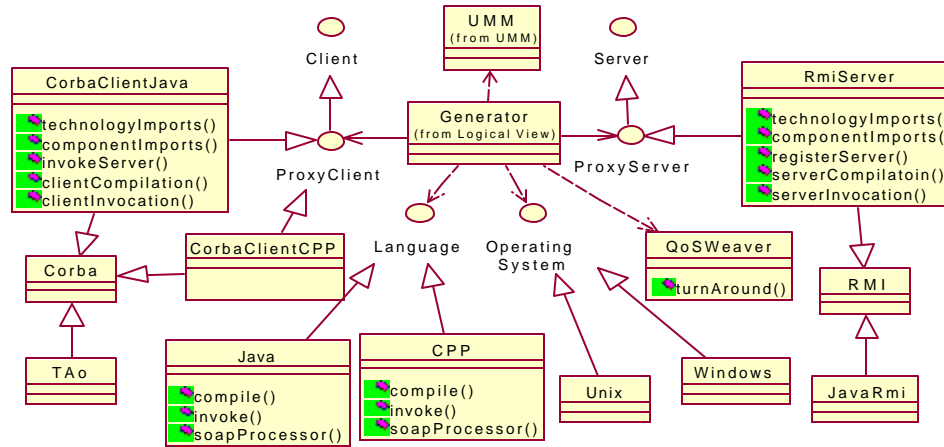 UMM
(from UMM)
Client
Server
CorbaClientJava
technologyImports()
componentImports()
invokeServer()
clientCompilation()
clientInvocation()
Generator
(from Logical View)
RmiServer
technologyImports()
componentImports()
registerServer()
serverCompilatoin()
serverInvocation()
ProxyClient
ProxyServer
Language
Operating
System
CorbaClientCPP
Corba
QoSWeaver
turnAround()
RMI
TAo
Java
compile()
invoke()
soapProcessor()
CPP
compile()
invoke()
soapProcessor()
Unix
Windows
JavaRmi